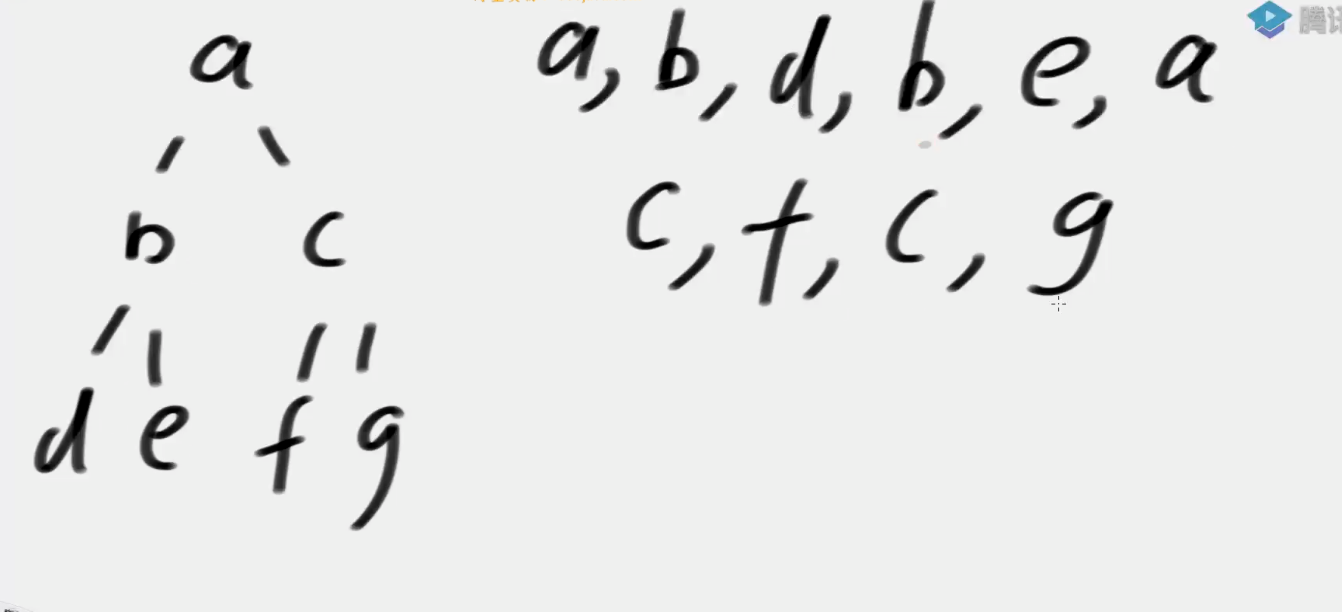 a
b c
d e f g
a, b, d, b, e, a
c, f, c, g
腾讯